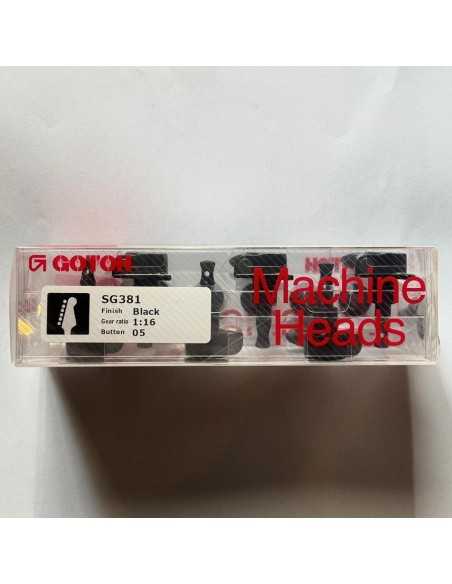 GOTOH
SG381
Finish Black
Gear ratio 1:16
Button 05
Machine
Heads